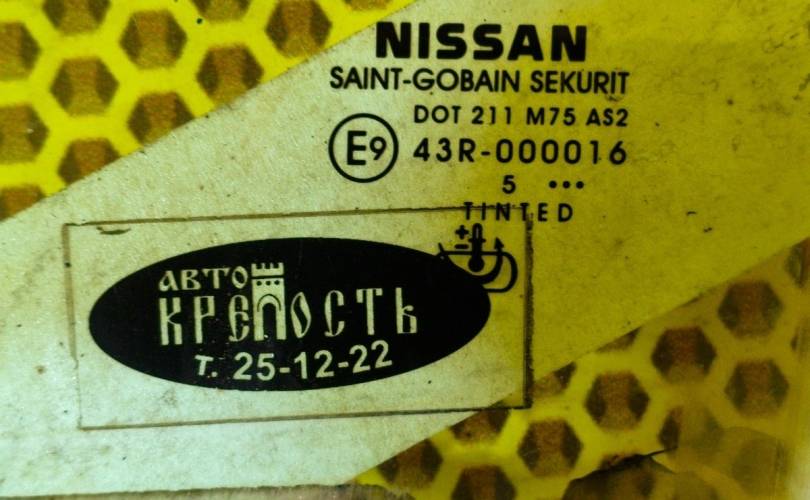 NISSAN
SAINT-GOBAIN SEKURIT
DOT 211 M75 AS2
E9 43R-000016
5 •••
TINTED
АВТО
КРЕПОСТЬ
Т. 25-12-22